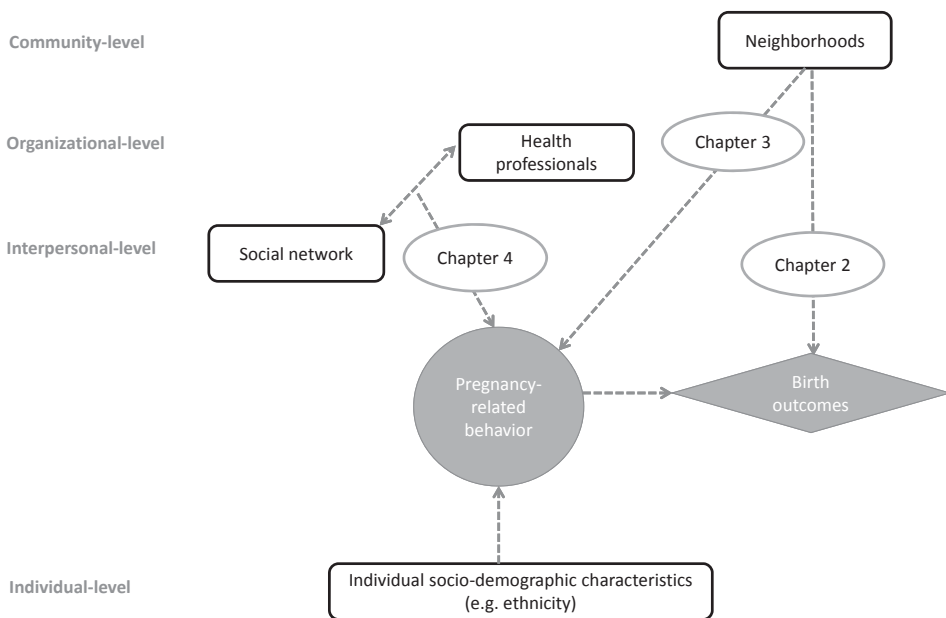 Community-level
Neighborhoods
Organizational-level
Health
professionals
Chapter 3
Interpersonal-level
Social network
Chapter 4
Chapter 2
Pregnancy-
related
behavior
Birth
outcomes
Individual-level
Individual socio-demographic characteristics
(e.g. ethnicity)